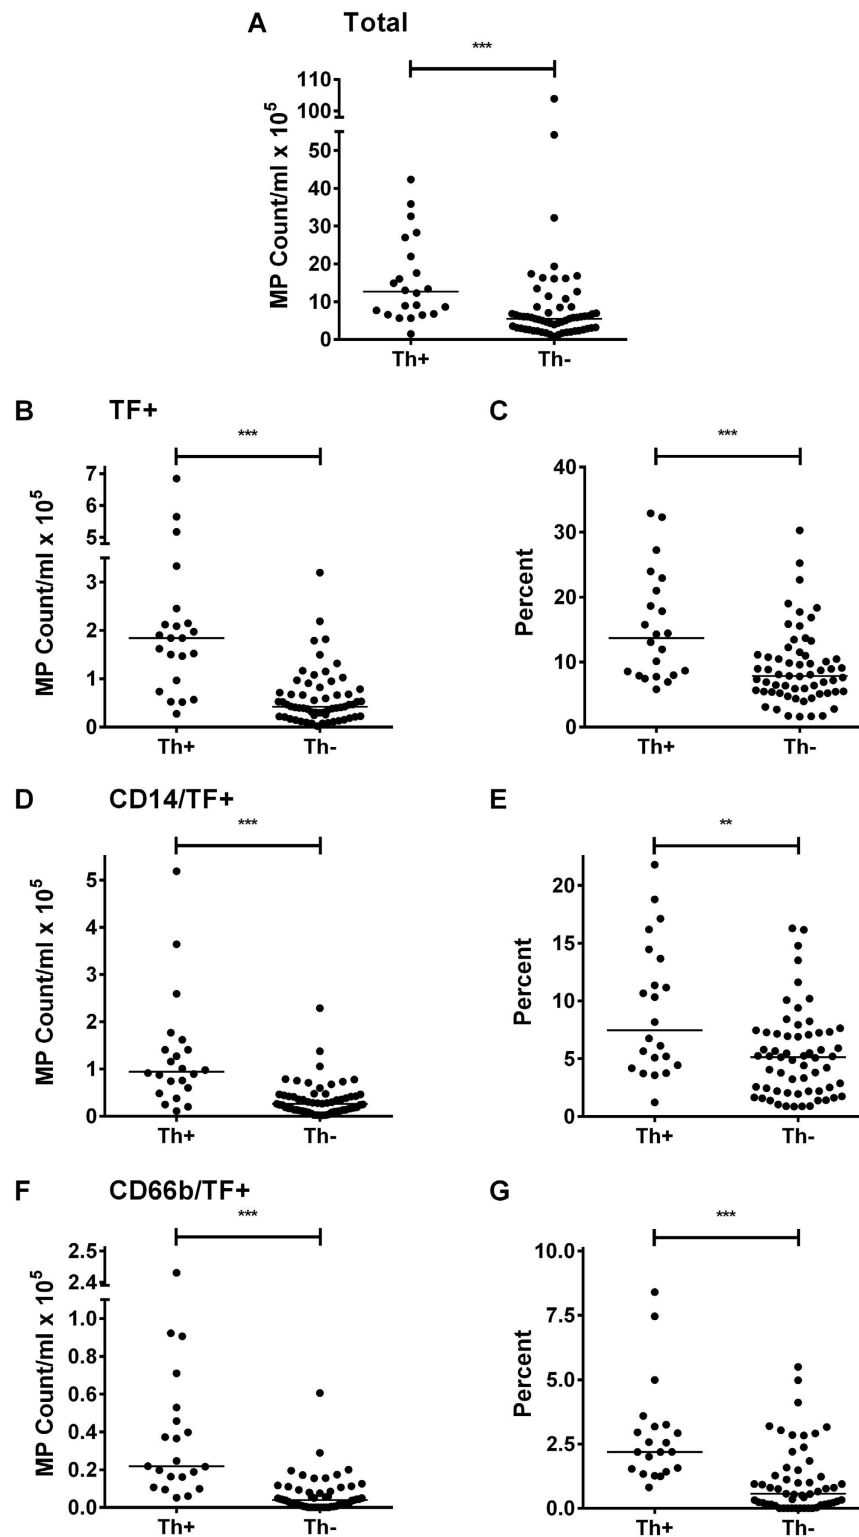 A Total
***
MP Count/ml x 10⁵
110
100
50
40
30
20
10
0
Th+ Th-
B TF+
***
MP Count/ml x 10⁵
7
6
5
3
2
1
0
Th+ Th-
C
***
Percent
40
30
20
10
0
Th+ Th-
D CD14/TF+
***
MP Count/ml x 10⁵
5
4
3
2
1
0
Th+ Th-
E
**
Percent
20
15
10
5
0
Th+ Th-
F CD66b/TF+
***
MP Count/ml x 10⁵
2.5
2.4
1.0
0.8
0.6
0.4
0.2
0.0
Th+ Th-
G
***
Percent
10.0
7.5
5.0
2.5
0.0
Th+ Th-